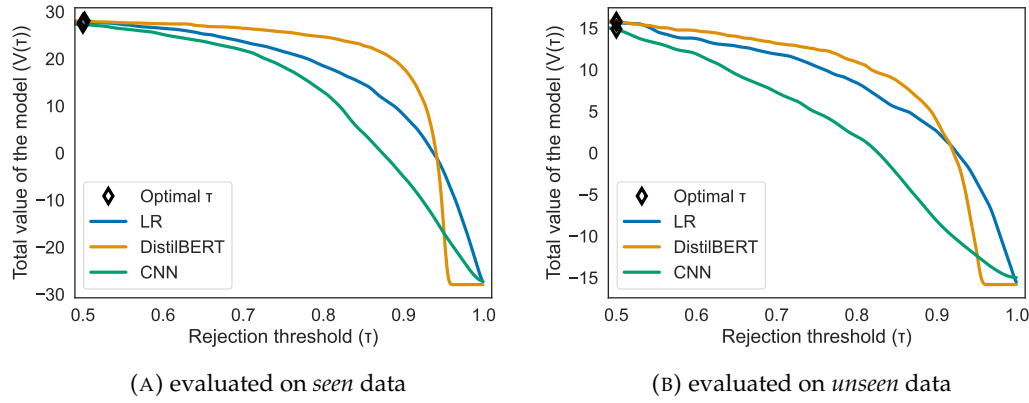 Total value of the model (V(τ))
30
20
10
0
−10
−20
−30
Optimal τ
LR
DistilBERT
CNN
0.5 0.6 0.7 0.8 0.9 1.0
Rejection threshold (τ)
(A) evaluated on seen data
Total value of the model (V(τ))
15
10
5
0
−5
−10
−15
Optimal τ
LR
DistilBERT
CNN
0.5 0.6 0.7 0.8 0.9 1.0
Rejection threshold (τ)
(B) evaluated on unseen data